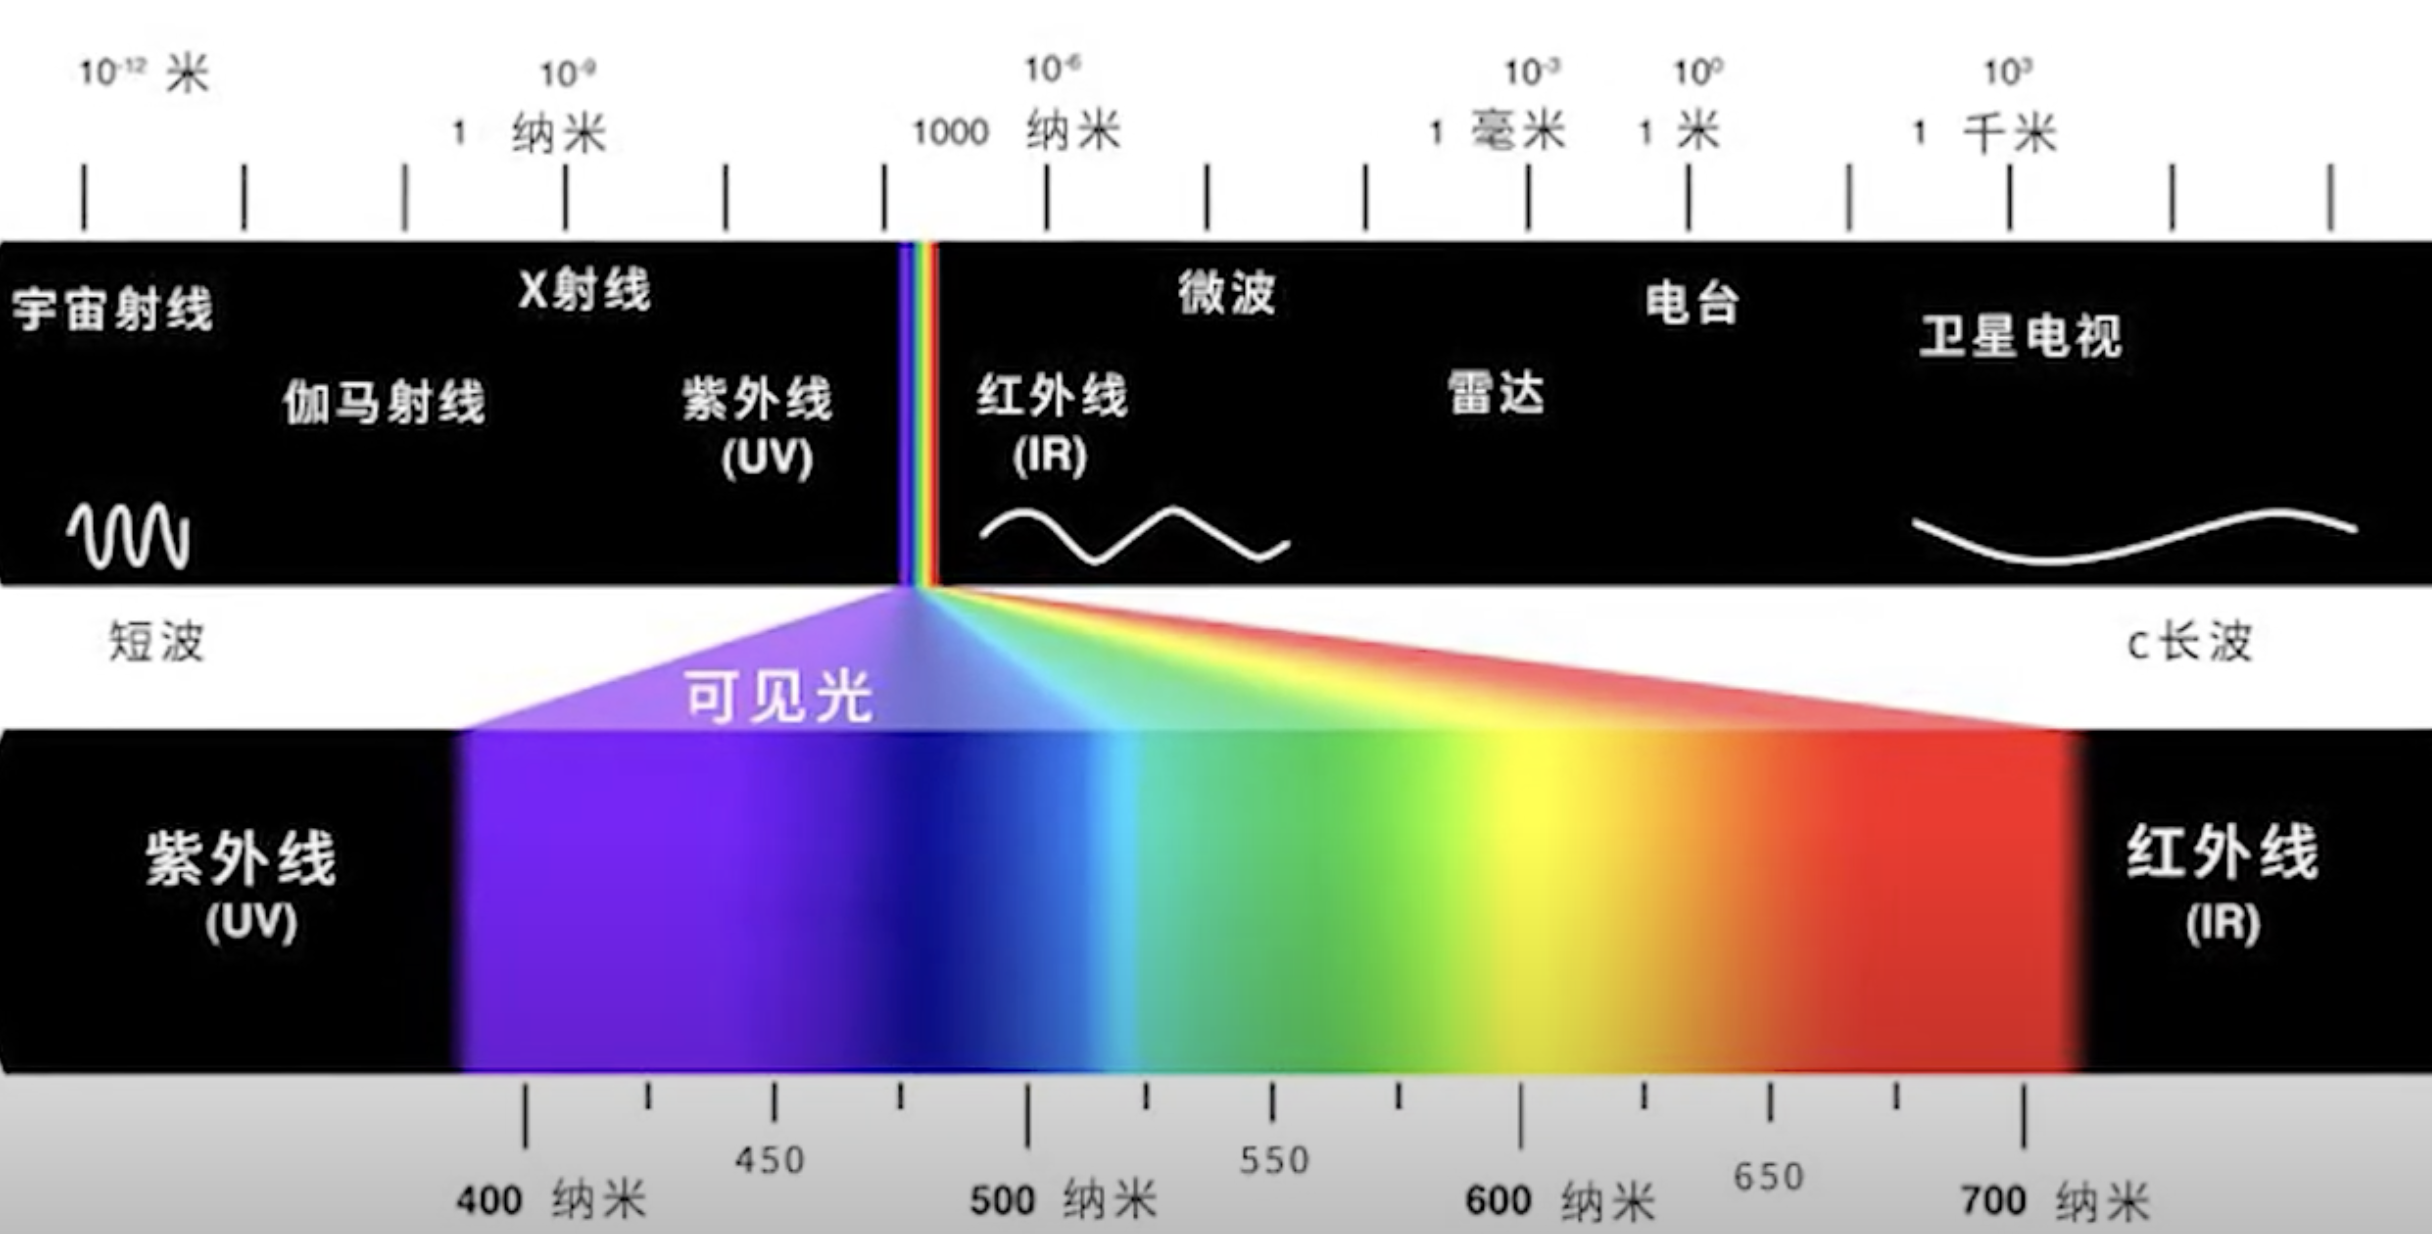 10⁻¹² 米
10⁻⁹
10⁻⁶
10⁻³
10⁰
10³
1 纳米
1000 纳米
1 毫米
1 米
1 千米
宇宙射线
X射线
微波
电台
卫星电视
伽马射线
紫外线
(UV)
红外线
(IR)
雷达
短波
c长波
可见光
紫外线
(UV)
红外线
(IR)
450
550
650
400 纳米
500 纳米
600 纳米
700 纳米